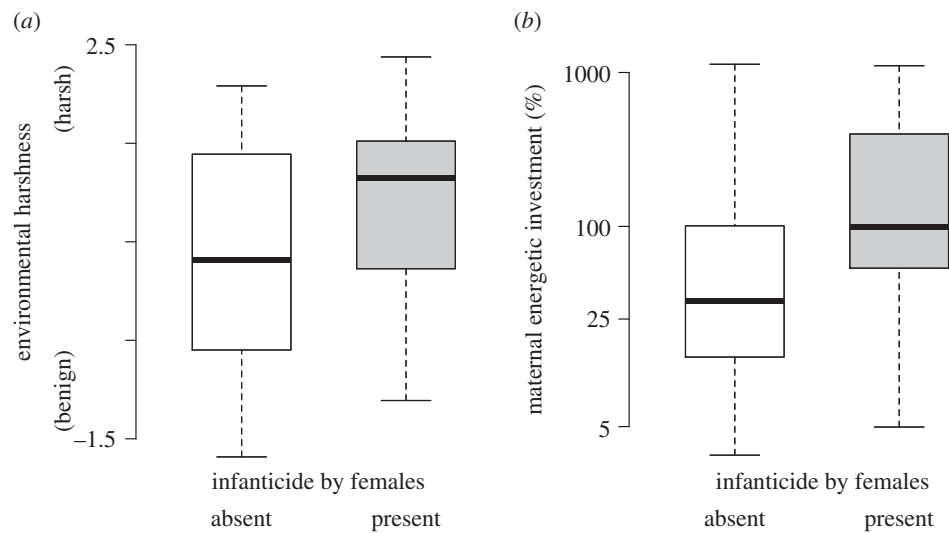 (a)
2.5
(harsh)
environmental harshness
(benign)
–1.5
infanticide by females
absent present
(b)
1000
maternal energetic investment (%)
100
25
5
infanticide by females
absent present